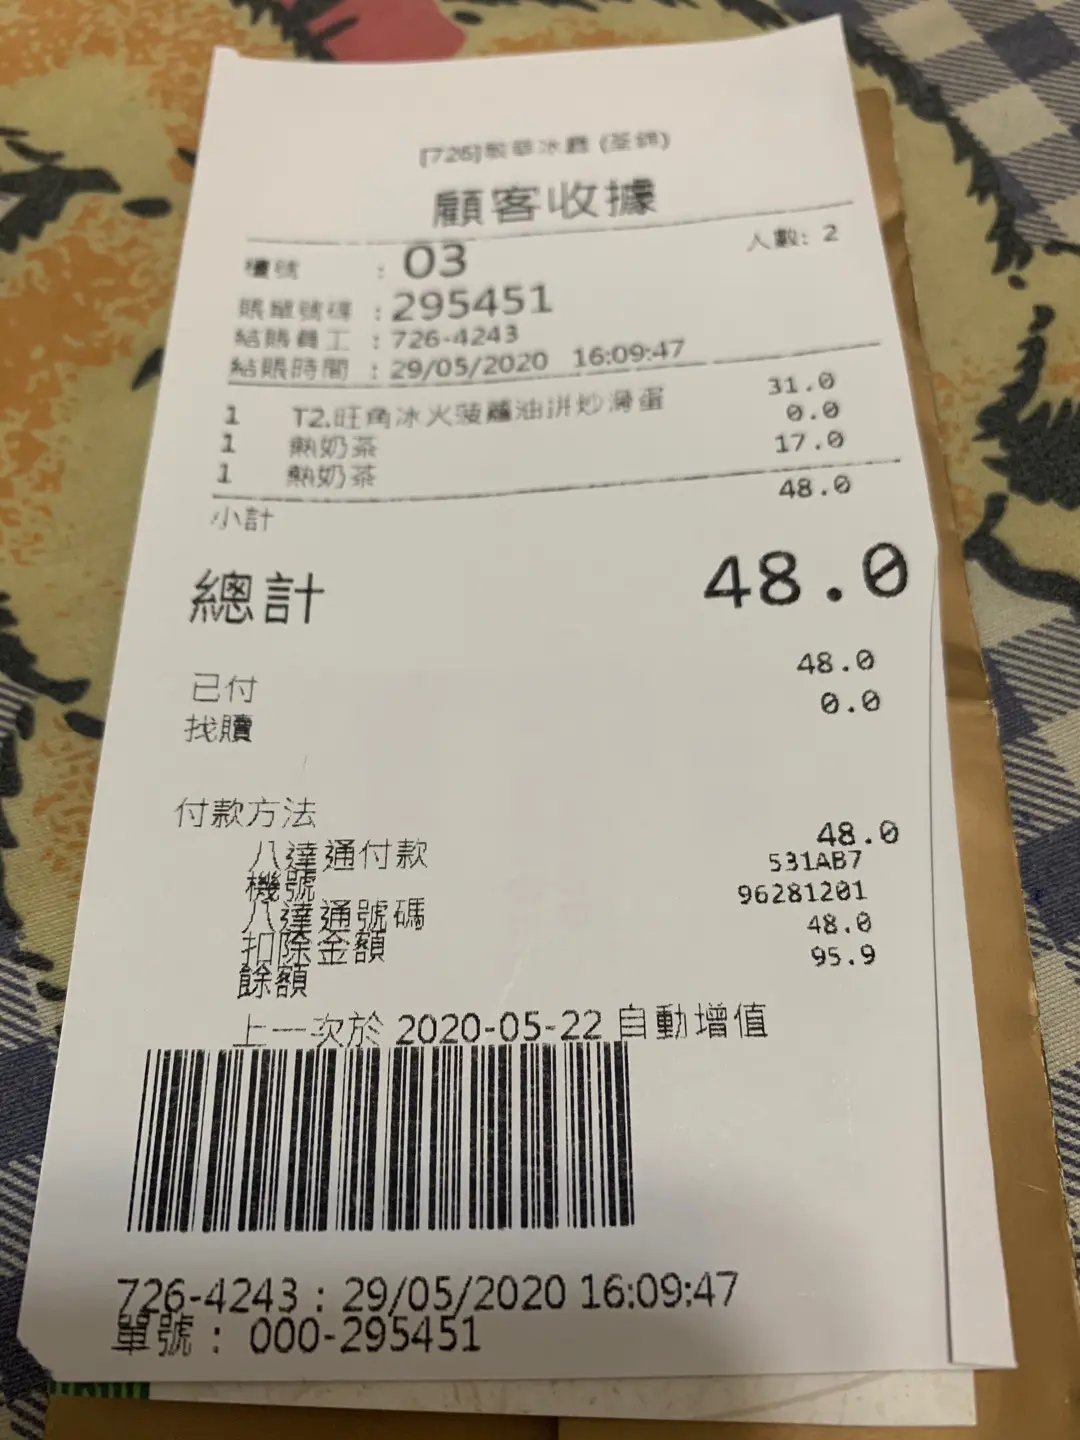 [726]敏華冰廳 (荃錦)
顧客收據
人數: 2
櫃號 : 03
賬單號碼 : 295451
結賬員工 : 726-4243
結賬時間 : 29/05/2020 16:09:47
1 T2.旺角冰火菠蘿油拼炒滑蛋 31.0
1 熱奶茶 0.0
1 熱奶茶 17.0
小計 48.0
總計 48.0
已付 48.0
找贖 0.0
付款方法
八達通付款 48.0
機號 531AB7
八達通號碼 96281201
扣除金額 48.0
餘額 95.9
上一次於 2020-05-22 自動增值
726-4243 : 29/05/2020 16:09:47
單號 : 000-295451